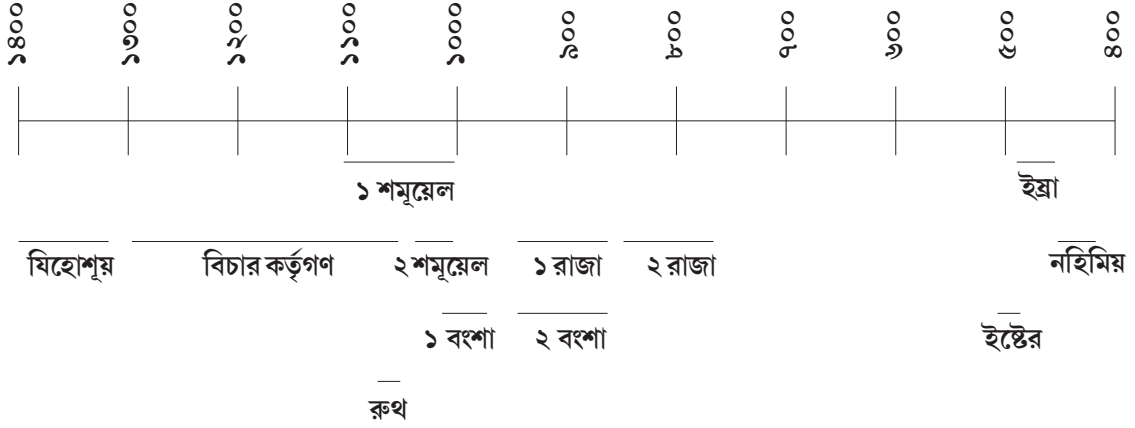 ১৪০০ ১৩০০ ১২০০ ১১০০ ১০০০ ৯০০ ৮০০ ৭০০ ৬০০ ৫০০ ৪০০
১ শমূয়েল ইষ্রা
যিহোশূয় বিচার কর্তৃগণ ২ শমূয়েল ১ রাজা ২ রাজা নহিমিয়
১ বংশা ২ বংশা ইষ্টের
রুথ